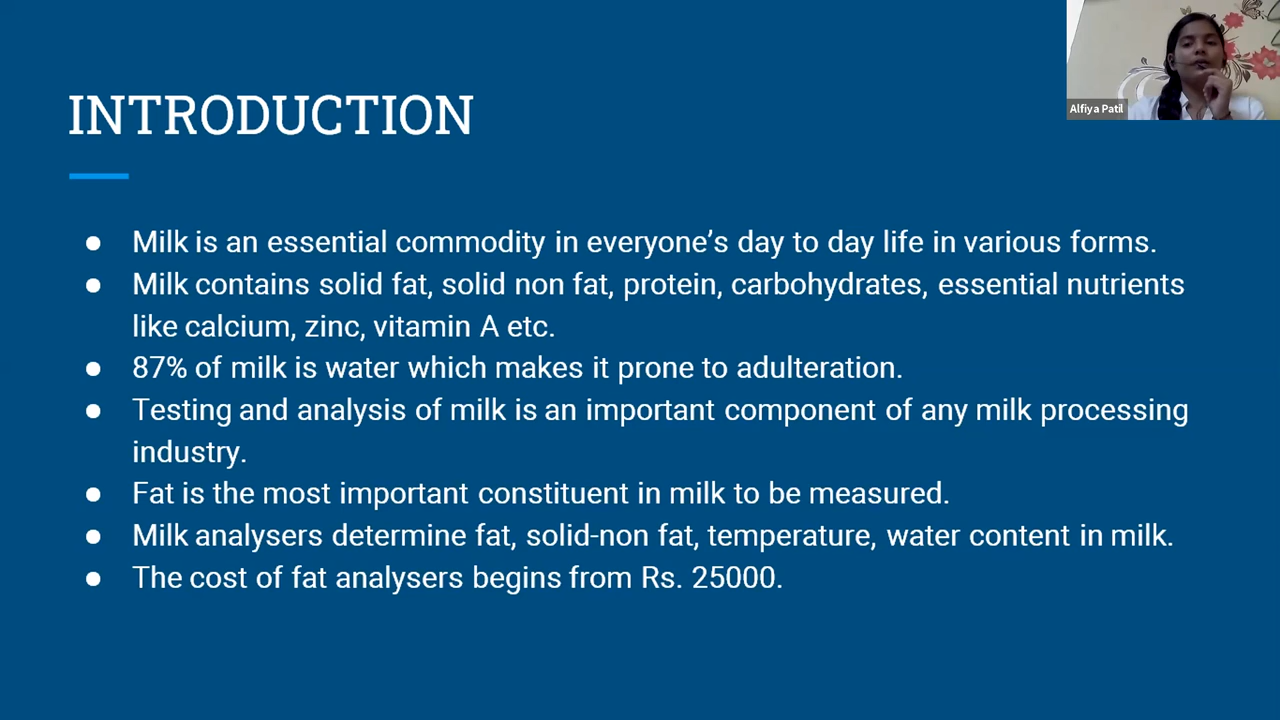 INTRODUCTION
Alfiya Patil
● Milk is an essential commodity in everyone’s day to day life in various forms.
● Milk contains solid fat, solid non fat, protein, carbohydrates, essential nutrients
like calcium, zinc, vitamin A etc.
● 87% of milk is water which makes it prone to adulteration.
● Testing and analysis of milk is an important component of any milk processing
industry.
● Fat is the most important constituent in milk to be measured.
● Milk analysers determine fat, solid-non fat, temperature, water content in milk.
● The cost of fat analysers begins from Rs. 25000.